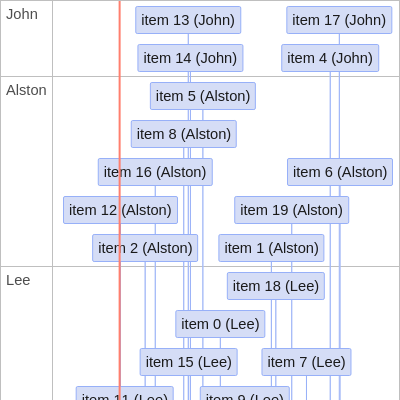 John
item 13 (John)
item 17 (John)
item 14 (John)
item 4 (John)
Alston
item 5 (Alston)
item 8 (Alston)
item 16 (Alston)
item 6 (Alston)
item 12 (Alston)
item 19 (Alston)
item 2 (Alston)
item 1 (Alston)
Lee
item 18 (Lee)
item 0 (Lee)
item 15 (Lee)
item 7 (Lee)
item 11 (Lee)
item 9 (Lee)